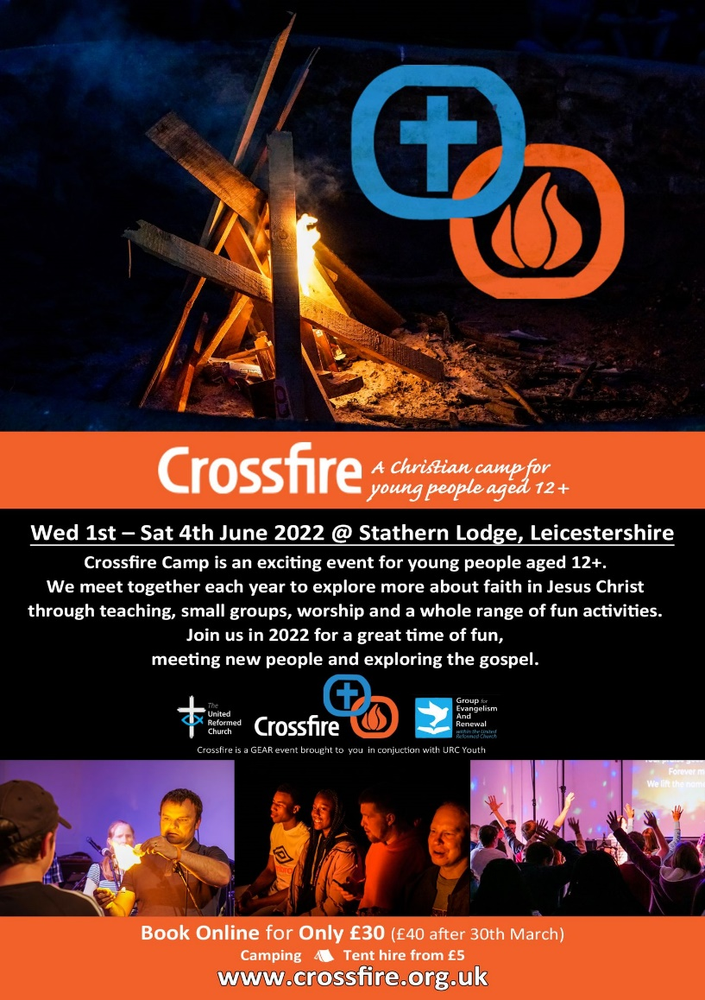 Crossfire
A Christian camp for
young people aged 12+
Wed 1st – Sat 4th June 2022 @ Stathern Lodge, Leicestershire
Crossfire Camp is an exciting event for young people aged 12+.
We meet together each year to explore more about faith in Jesus Christ
through teaching, small groups, worship and a whole range of fun activities.
Join us in 2022 for a great time of fun,
meeting new people and exploring the gospel.
The
United
Reformed
Church
Crossfire
Group for
Evangelism
And
Renewal
within the United
Reformed Church
Crossfire is a GEAR event brought to you in conjuction with URC Youth
Forever
We lift the name
Book Online for Only £30 (£40 after 30th March)
Camping Tent hire from £5
www.crossfire.org.uk